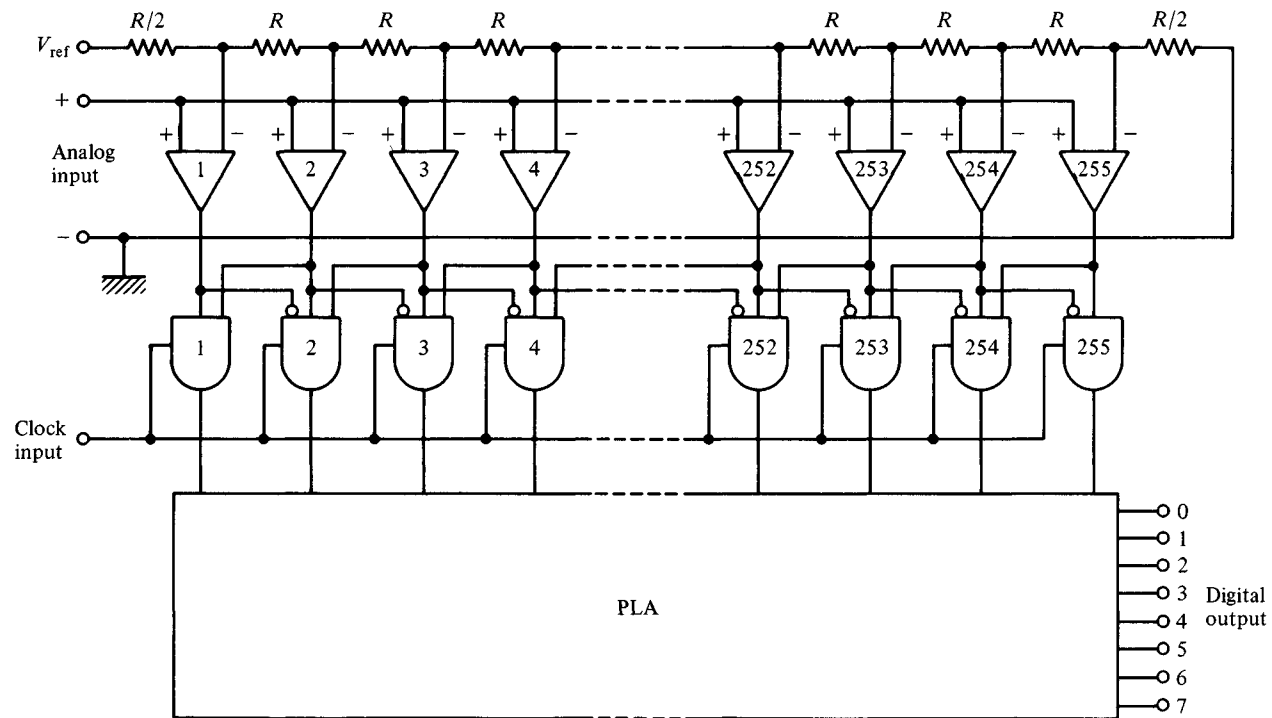 R/2 R R R R R R R/2
Vref
+
+ − + − + − + − + − + − + − + −
Analog
input
1 2 3 4 252 253 254 255
−
1 2 3 4 252 253 254 255
Clock
input
0
1
2
3
PLA
Digital
output
4
5
6
7